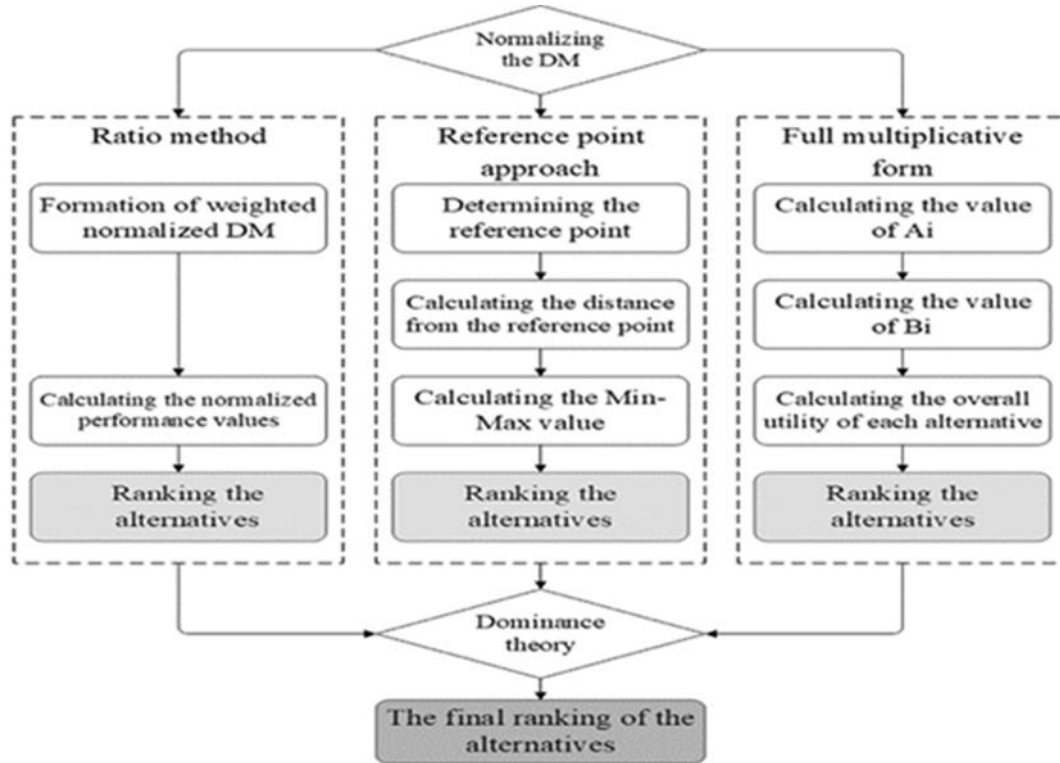 Normalizing
the DM
Ratio method
Formation of weighted
normalized DM
Calculating the normalized
performance values
Ranking the
alternatives
Reference point
approach
Determining the
reference point
Calculating the distance
from the reference point
Calculating the Min-
Max value
Ranking the
alternatives
Full multiplicative
form
Calculating the value
of Ai
Calculating the value
of Bi
Calculating the overall
utility of each alternative
Ranking the
alternatives
Dominance
theory
The final ranking of the
alternatives